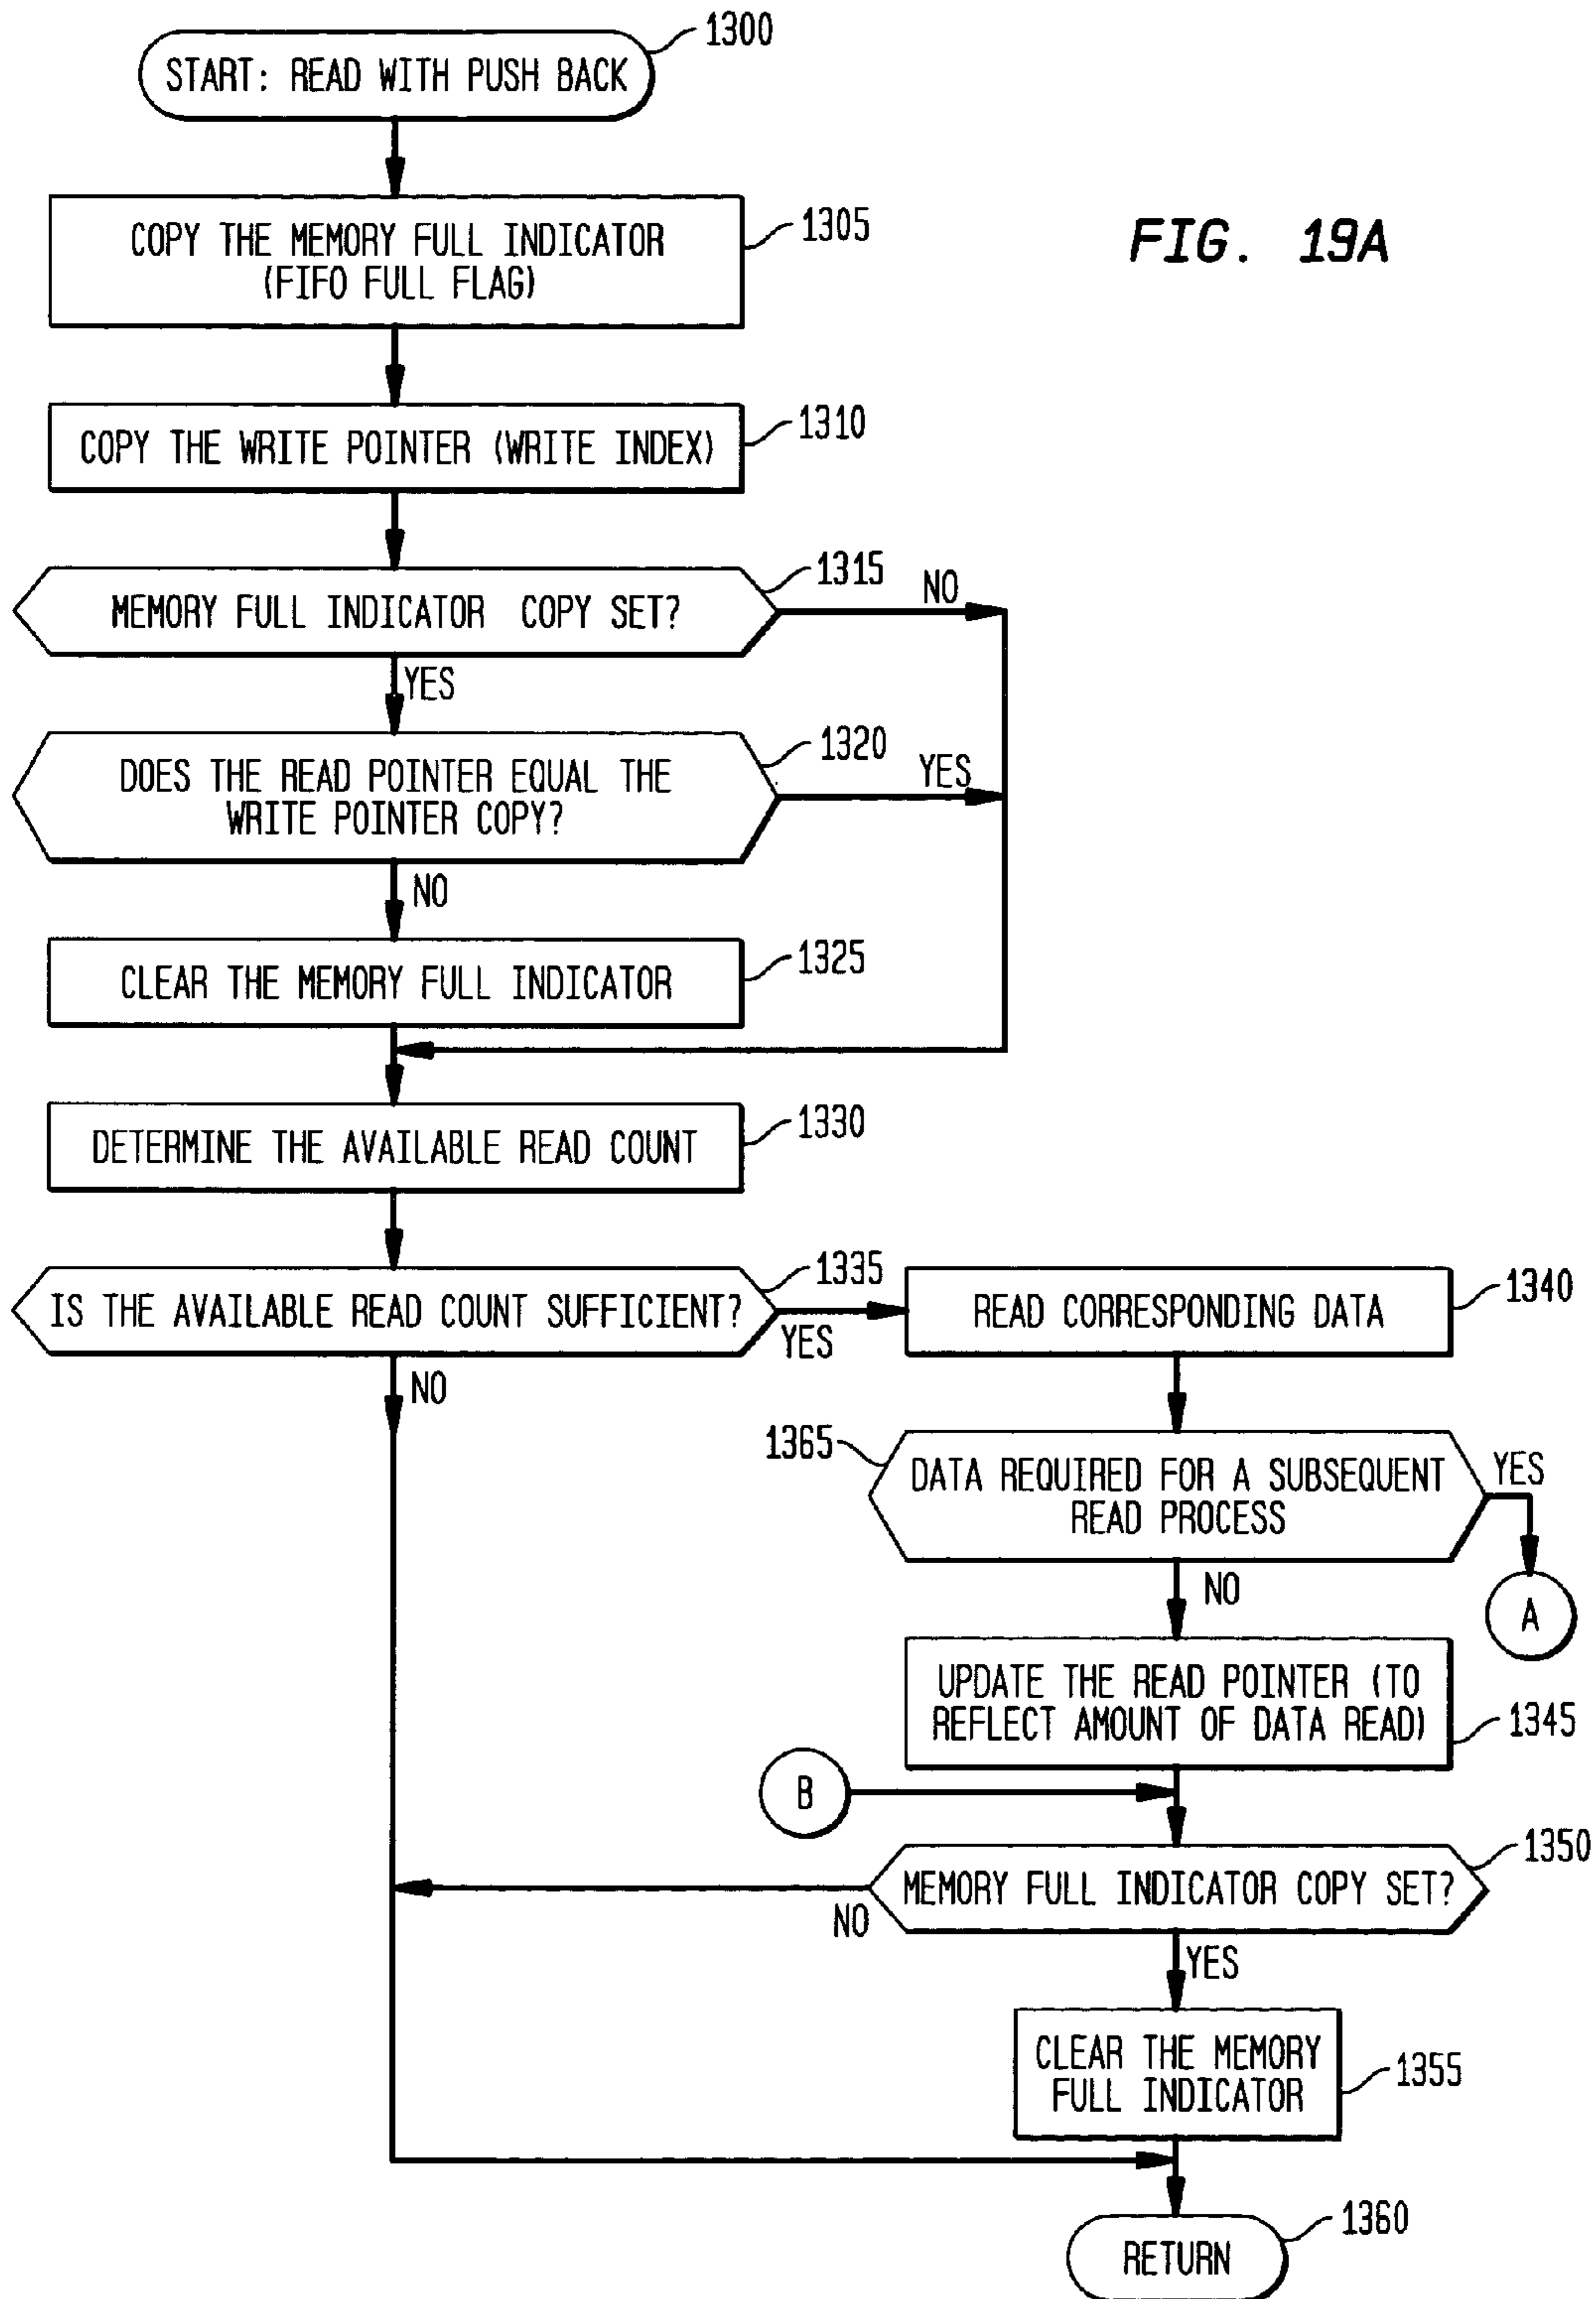 1300
START: READ WITH PUSH BACK
FIG. 19A
1305
COPY THE MEMORY FULL INDICATOR
(FIFO FULL FLAG)
1310
COPY THE WRITE POINTER (WRITE INDEX)
1315
MEMORY FULL INDICATOR COPY SET?
NO
YES
1320
DOES THE READ POINTER EQUAL THE
WRITE POINTER COPY?
YES
NO
1325
CLEAR THE MEMORY FULL INDICATOR
1330
DETERMINE THE AVAILABLE READ COUNT
1335
IS THE AVAILABLE READ COUNT SUFFICIENT?
YES
NO
1340
READ CORRESPONDING DATA
1365
DATA REQUIRED FOR A SUBSEQUENT
READ PROCESS
YES
A
NO
UPDATE THE READ POINTER (TO
REFLECT AMOUNT OF DATA READ)
1345
B
1350
MEMORY FULL INDICATOR COPY SET?
NO
YES
CLEAR THE MEMORY
FULL INDICATOR
1355
1360
RETURN